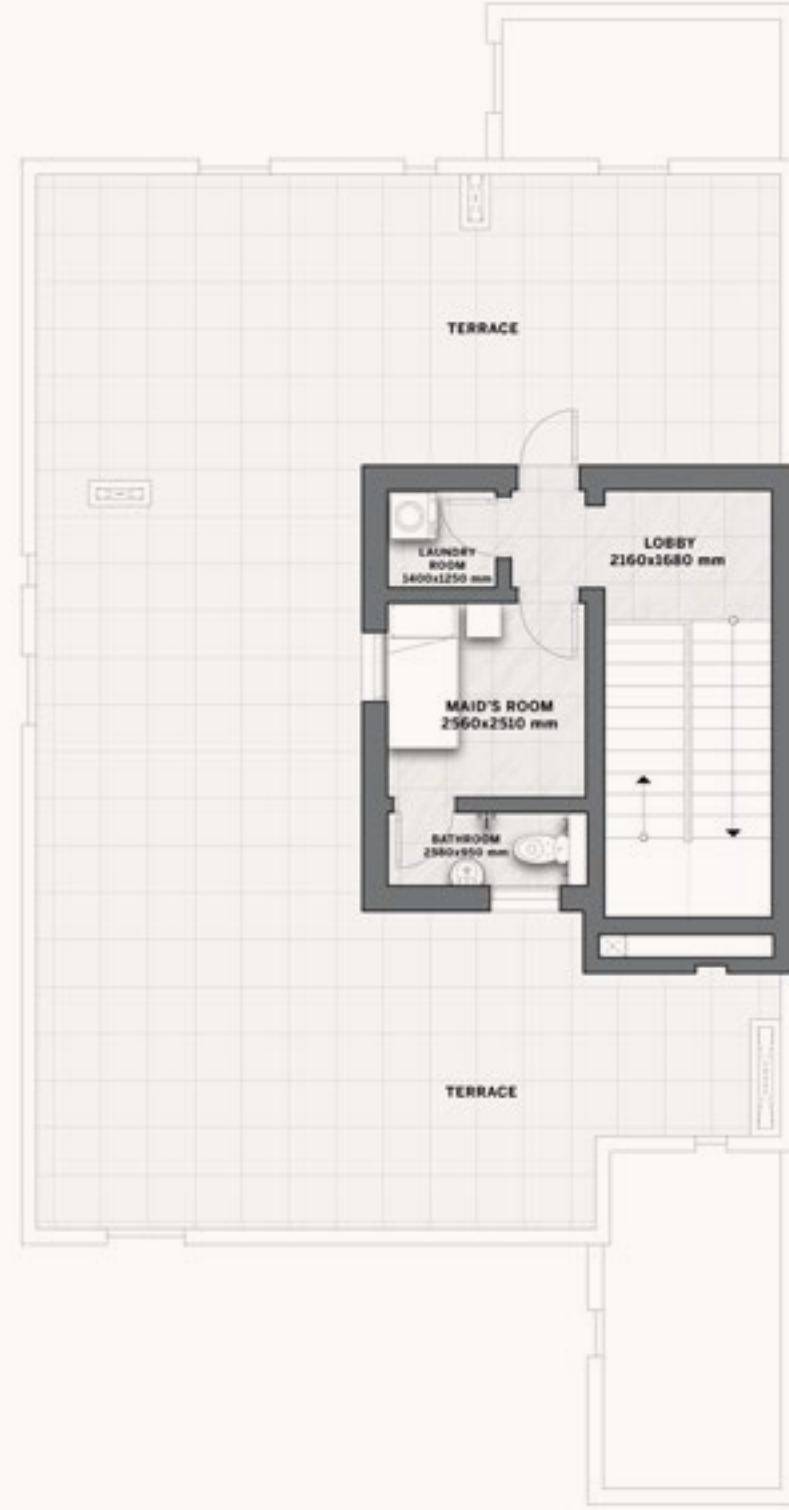 TERRACE
LOBBY
2160x1680 mm
LAUNDRY
ROOM
1400x1250 mm
MAID'S ROOM
2560x2510 mm
BATHROOM
2580x950 mm
TERRACE